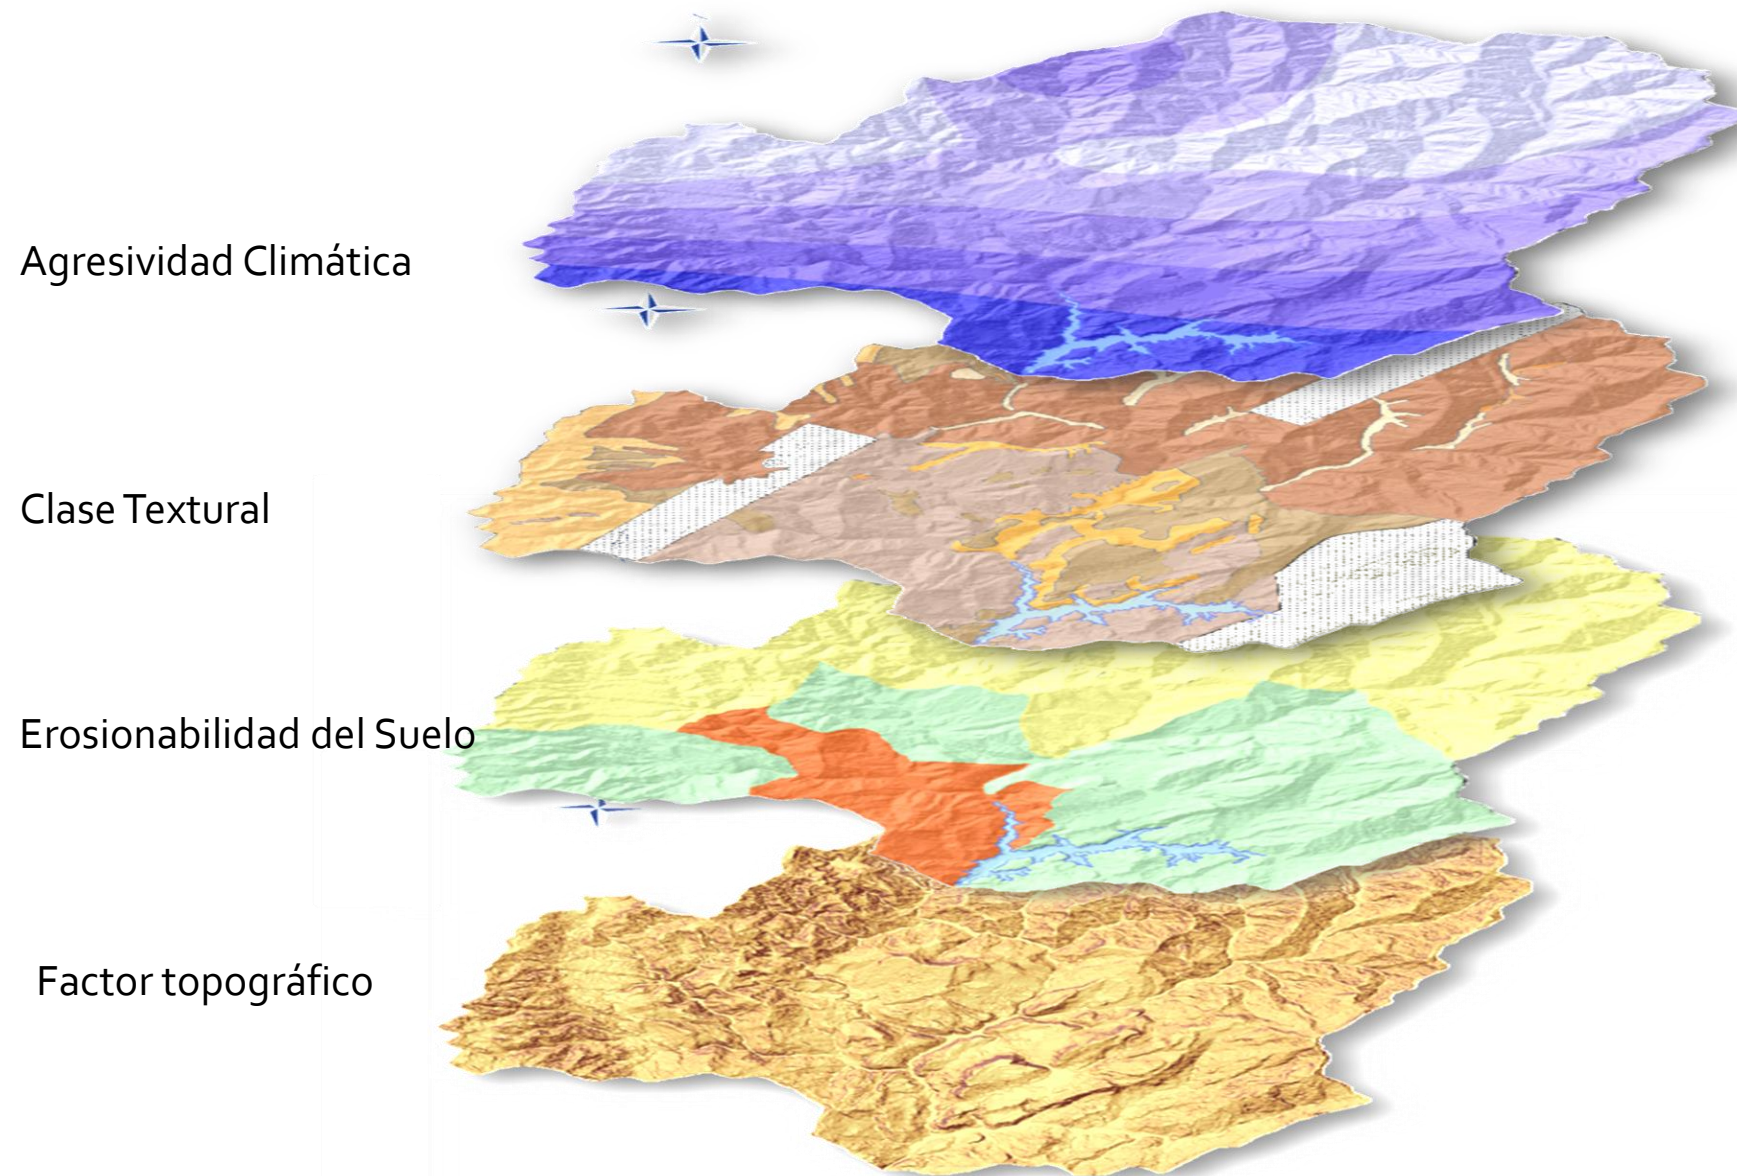 Agresividad Climática
Clase Textural
Erosionabilidad del Suelo
Factor topográfico